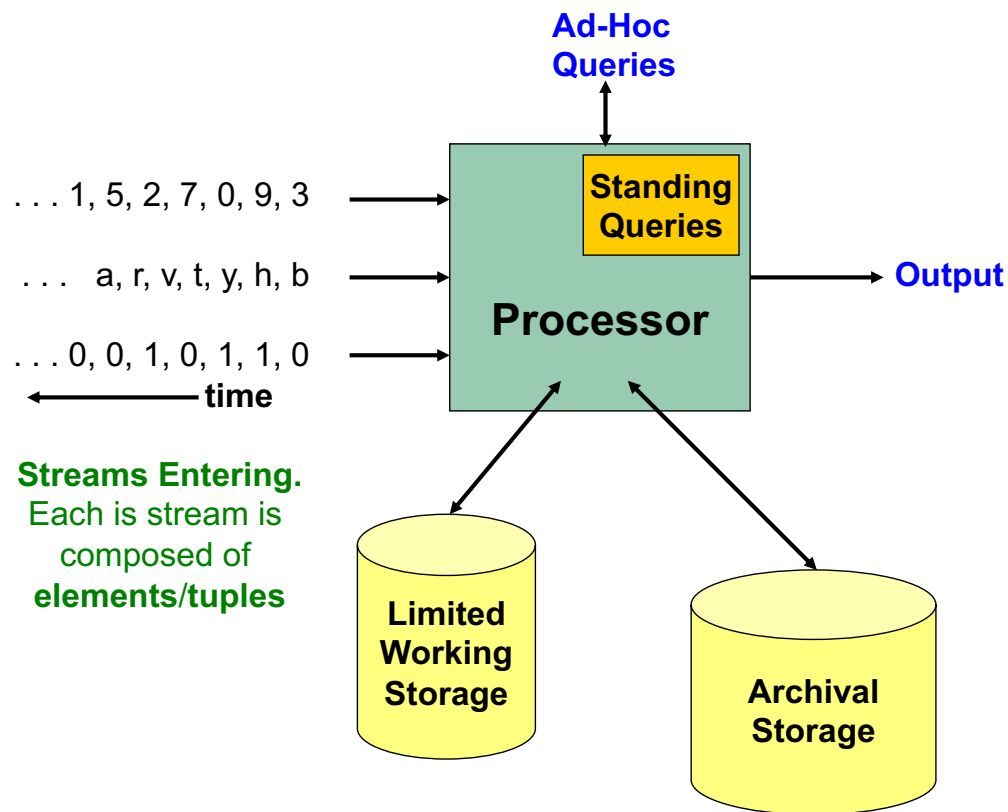 Ad-Hoc
Queries
Standing
Queries
. . . 1, 5, 2, 7, 0, 9, 3
. . . a, r, v, t, y, h, b
. . . 0, 0, 1, 0, 1, 1, 0
time
Processor
Output
Streams Entering.
Each is stream is
composed of
elements/tuples
Limited
Working
Storage
Archival
Storage